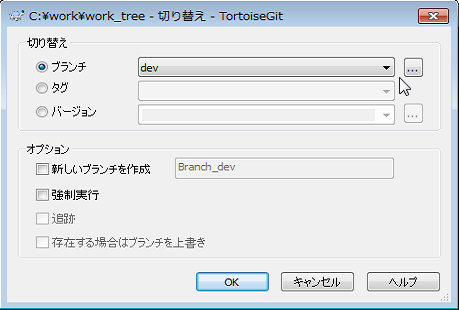 C:¥work¥work_tree - 切り替え - TortoiseGit
切り替え
ブランチ
dev
...
タグ
バージョン
...
オプション
新しいブランチを作成
Branch_dev
強制実行
追跡
存在する場合はブランチを上書き
OK
キャンセル
ヘルプ